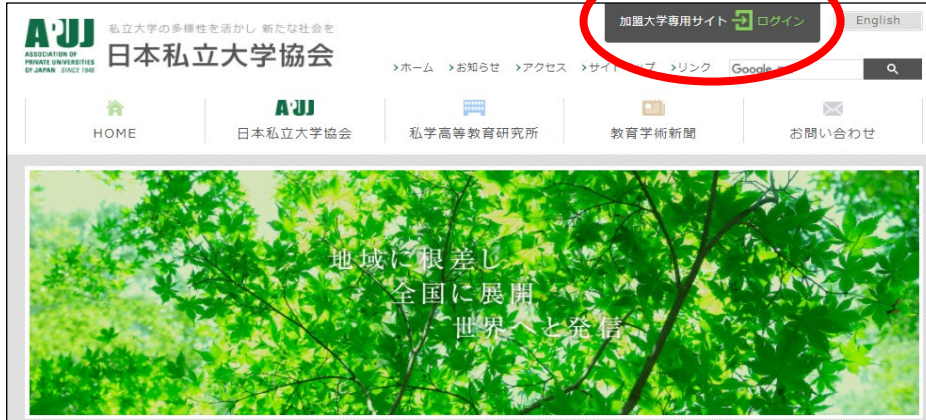 私立大学の多様性を活かし 新たな社会を
APUJ
ASSOCIATION OF
PRIVATE UNIVERSITIES
OF JAPAN SINCE 1946
日本私立大学協会
加盟大学専用サイト ログイン
English
>ホーム >お知らせ >アクセス >サイトマップ >リンク
Google
HOME
APUJ
日本私立大学協会
私学高等教育研究所
教育学術新聞
お問い合わせ
地域に根差し
全国に展開
世界へと発信